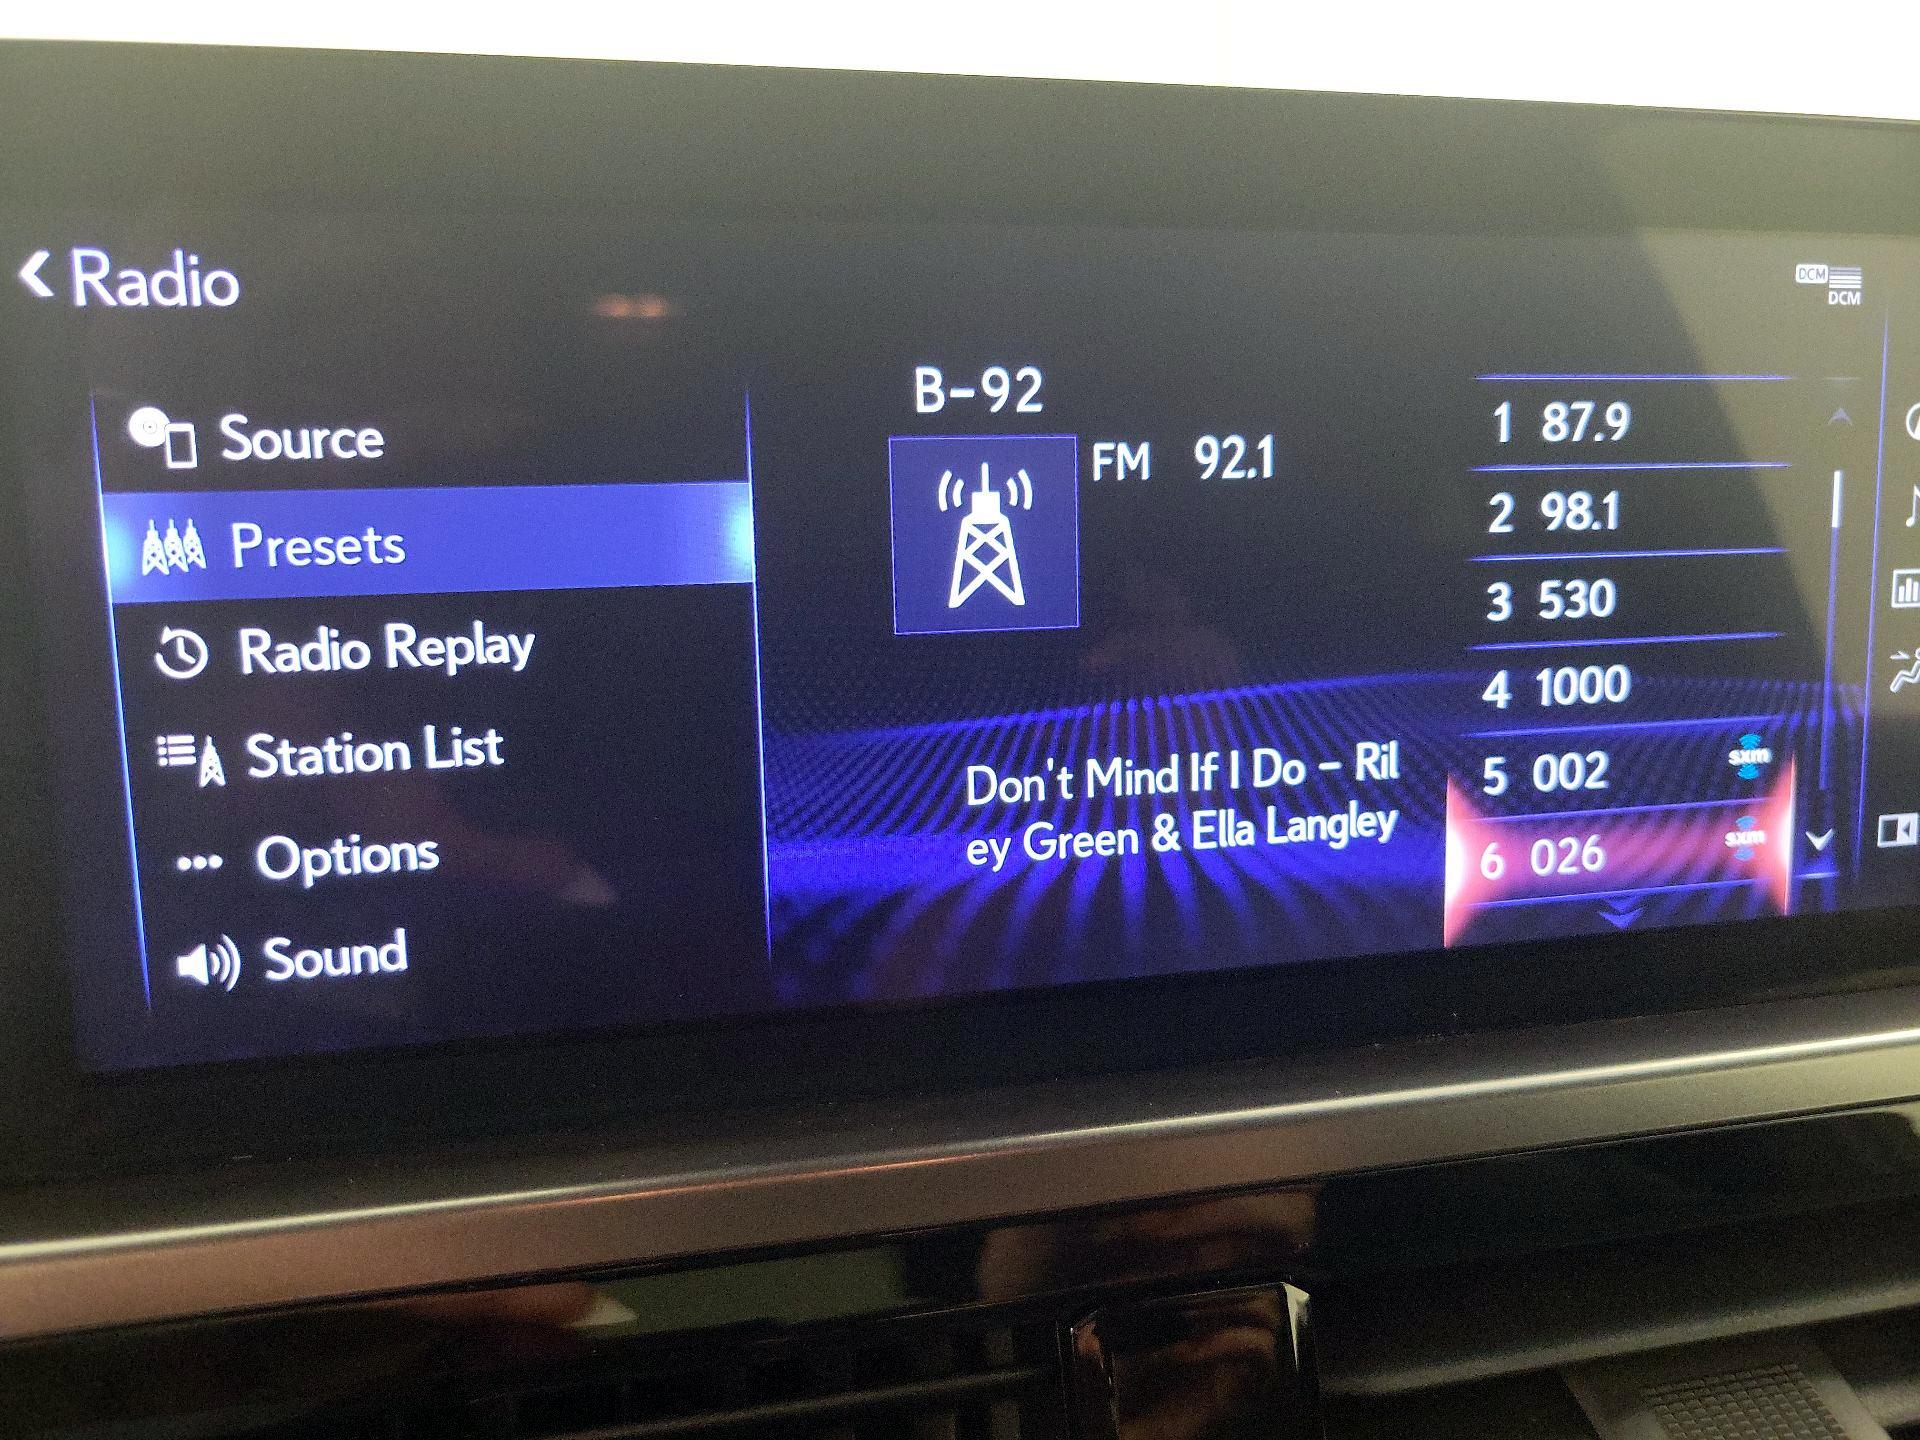 Radio
DCM
DCM
Source
Presets
Radio Replay
Station List
Options
Sound
B-92
FM 92.1
Don't Mind If I Do - Ril
ey Green & Ella Langley
1 87.9
2 98.1
3 530
4 1000
5 002 sxm
6 026 sxm